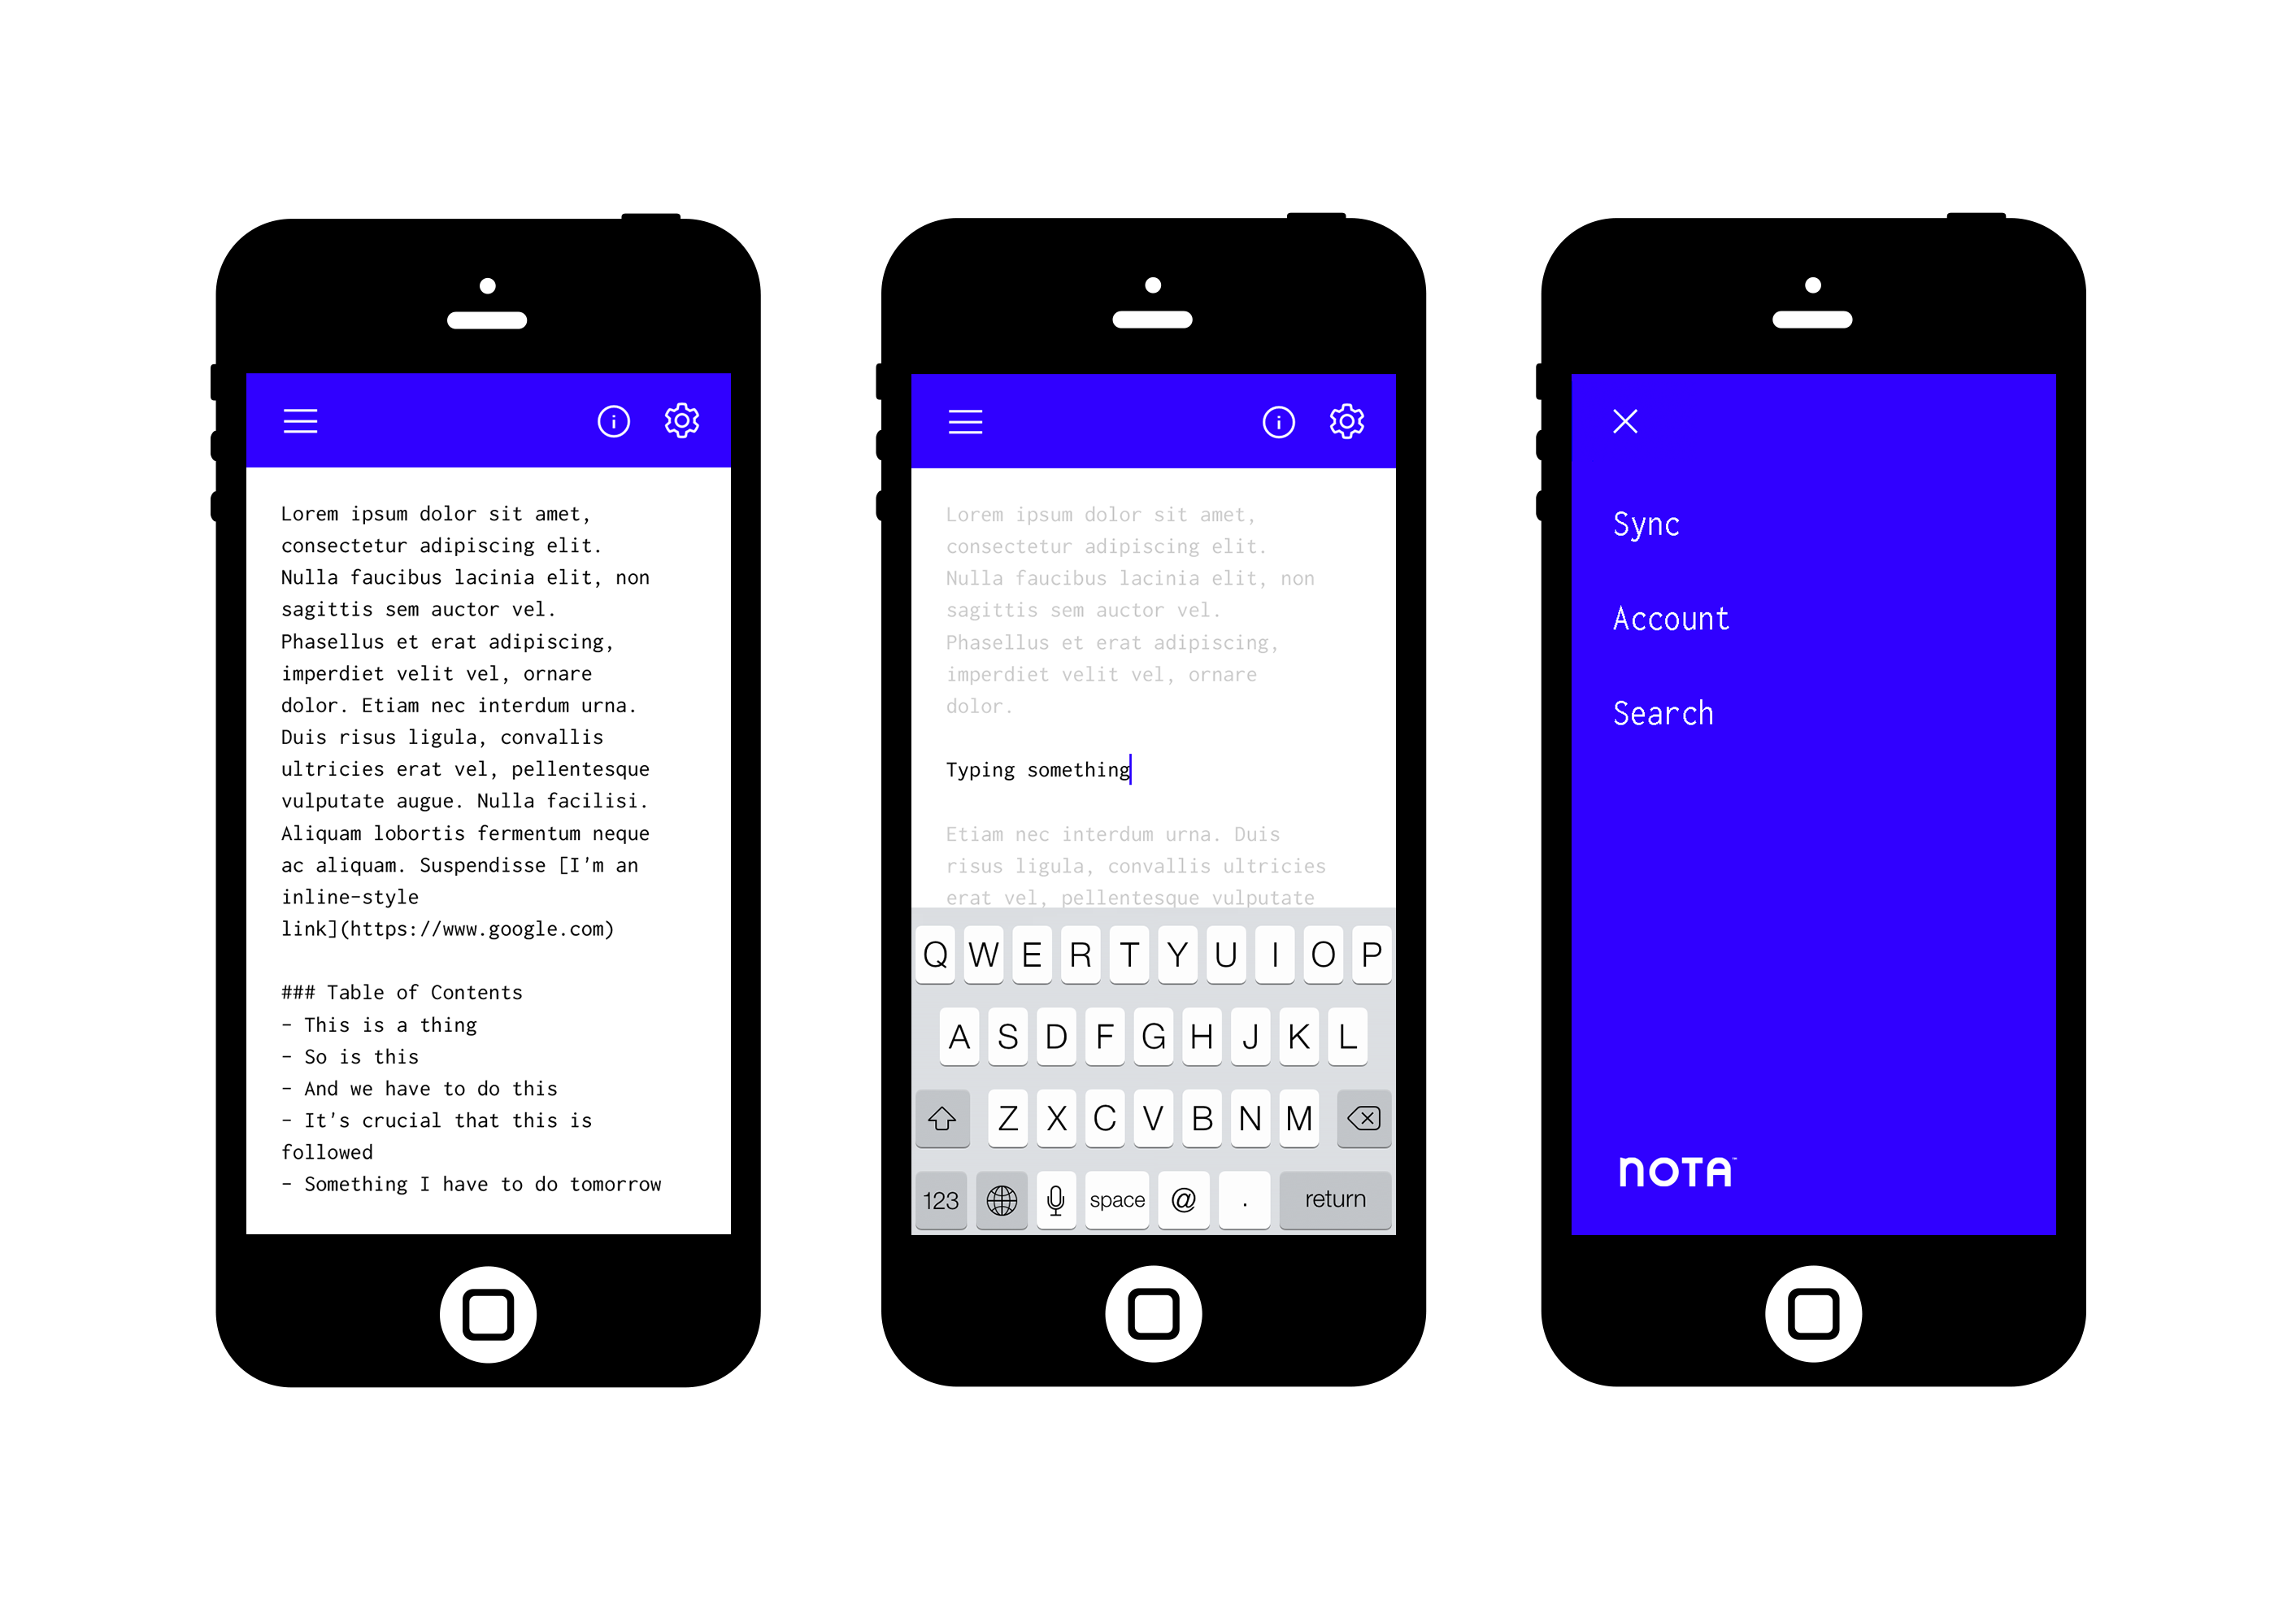 Lorem ipsum dolor sit amet,
consectetur adipiscing elit.
Nulla faucibus lacinia elit, non
sagittis sem auctor vel.
Phasellus et erat adipiscing,
imperdiet velit vel, ornare
dolor. Etiam nec interdum urna.
Duis risus ligula, convallis
ultricies erat vel, pellentesque
vulputate augue. Nulla facilisi.
Aliquam lobortis fermentum neque
ac aliquam. Suspendisse [I'm an
inline-style
link](https://www.google.com)
### Table of Contents
- This is a thing
- So is this
- And we have to do this
- It's crucial that this is
followed
- Something I have to do tomorrow
Lorem ipsum dolor sit amet,
consectetur adipiscing elit.
Nulla faucibus lacinia elit, non
sagittis sem auctor vel.
Phasellus et erat adipiscing,
imperdiet velit vel, ornare
dolor.
Typing something
Etiam nec interdum urna. Duis
risus ligula, convallis ultricies
erat vel, pellentesque vulputate
Q W E R T Y U I O P
A S D F G H J K L
Z X C V B N M
123 space @ . return
Sync
Account
Search
NOTA™